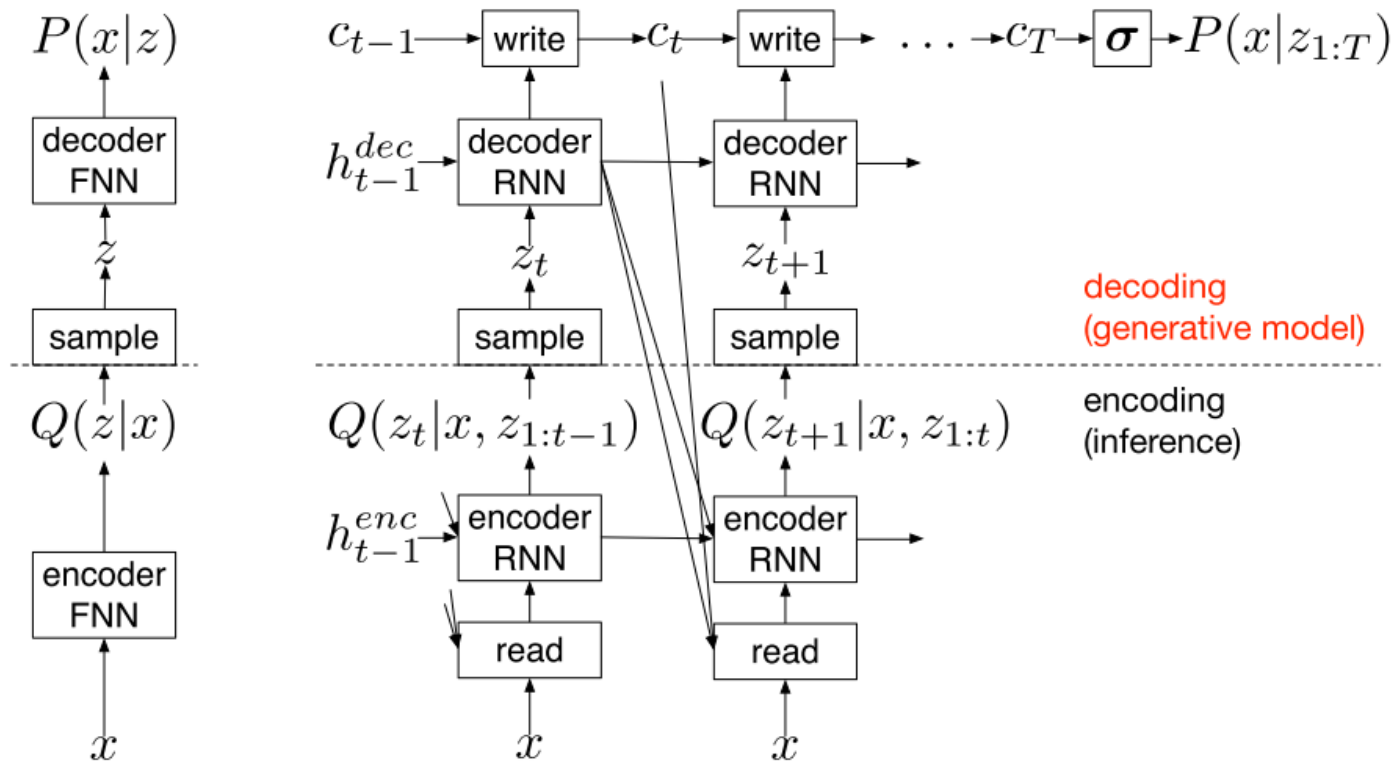 P(x|z)
decoder
FNN
z
sample
Q(z|x)
encoder
FNN
x
c_{t-1} write c_t write ... c_T σ P(x|z_{1:T})
h_{t-1}^{dec}
decoder
RNN
decoder
RNN
z_t z_{t+1}
sample sample
decoding
(generative model)
Q(z_t|x, z_{1:t-1}) Q(z_{t+1}|x, z_{1:t})
encoding
(inference)
h_{t-1}^{enc}
encoder
RNN
encoder
RNN
read read
x x